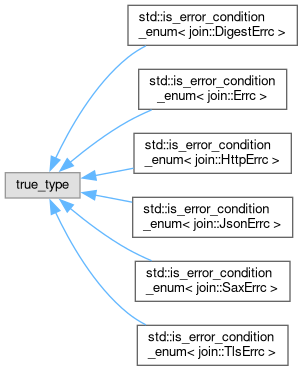 std::is_error_condition
_enum< join::DigestErrc >
std::is_error_condition
_enum< join::Errc >
std::is_error_condition
_enum< join::HttpErrc >
true_type
std::is_error_condition
_enum< join::JsonErrc >
std::is_error_condition
_enum< join::SaxErrc >
std::is_error_condition
_enum< join::TlsErrc >